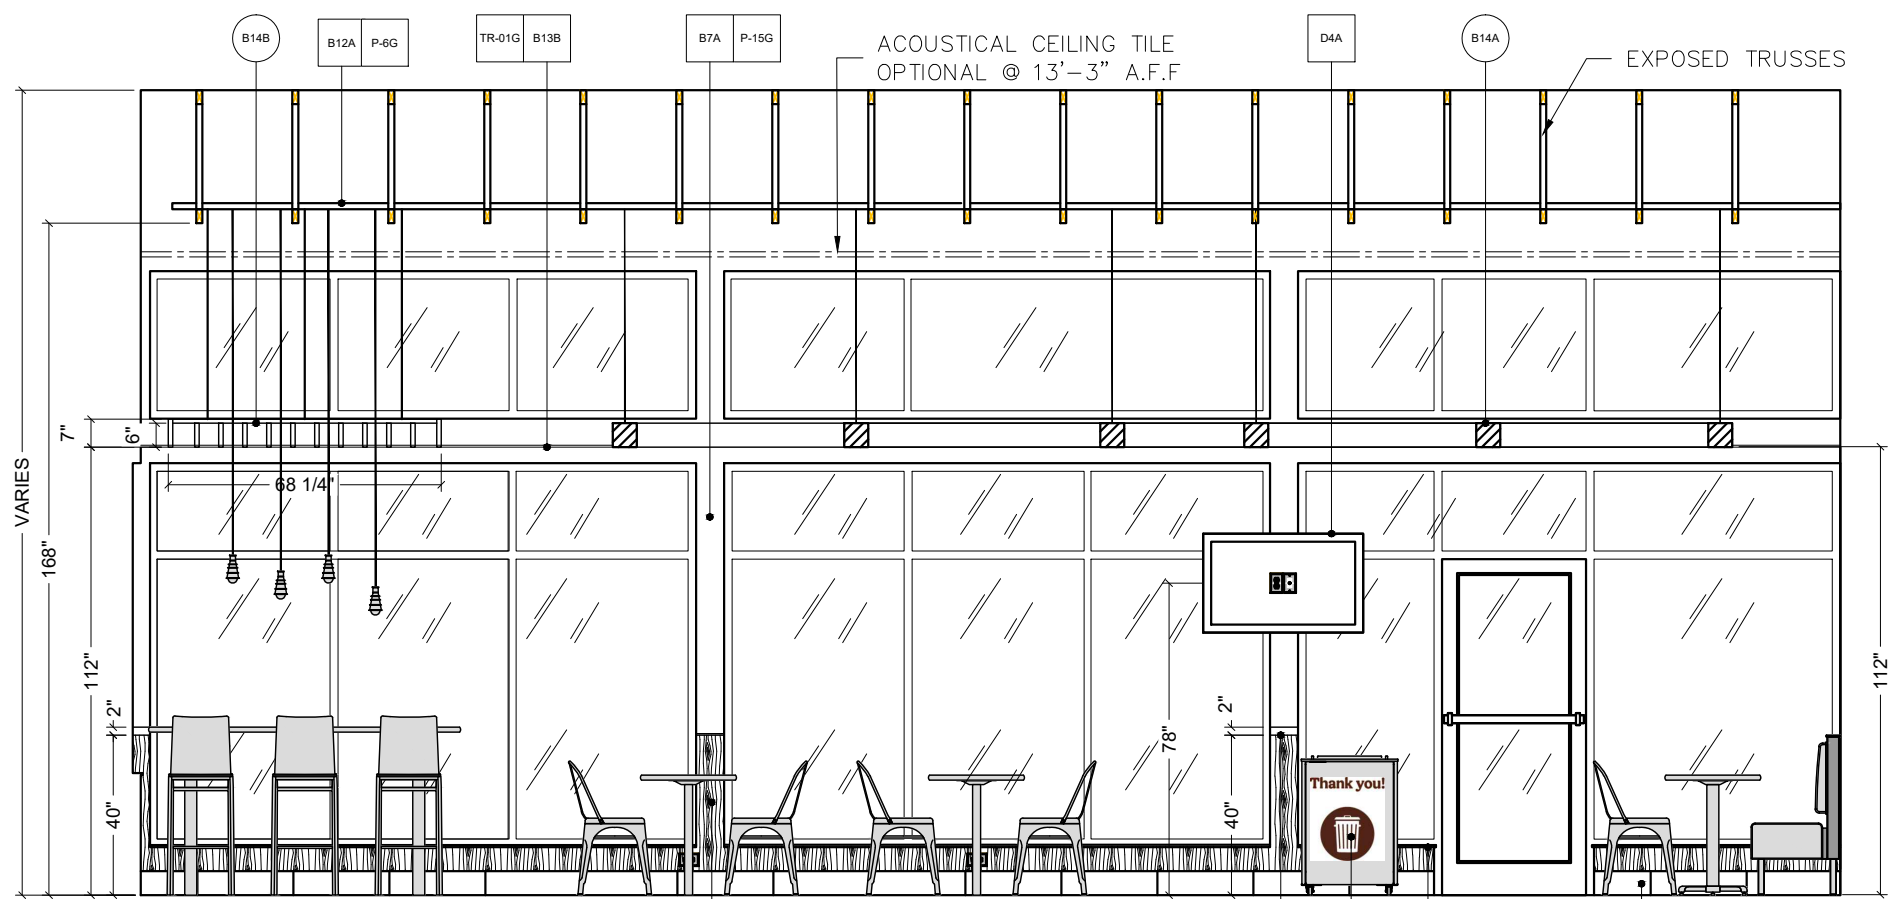 B14B
B12A P-6G
TR-01G B13B
B7A P-15G
ACOUSTICAL CEILING TILE
OPTIONAL @ 13'-3" A.F.F
D4A
B14A
EXPOSED TRUSSES
VARIES
168"
7"
6"
112"
68 1/4"
2"
40"
78"
2"
40"
112"
Thank you!